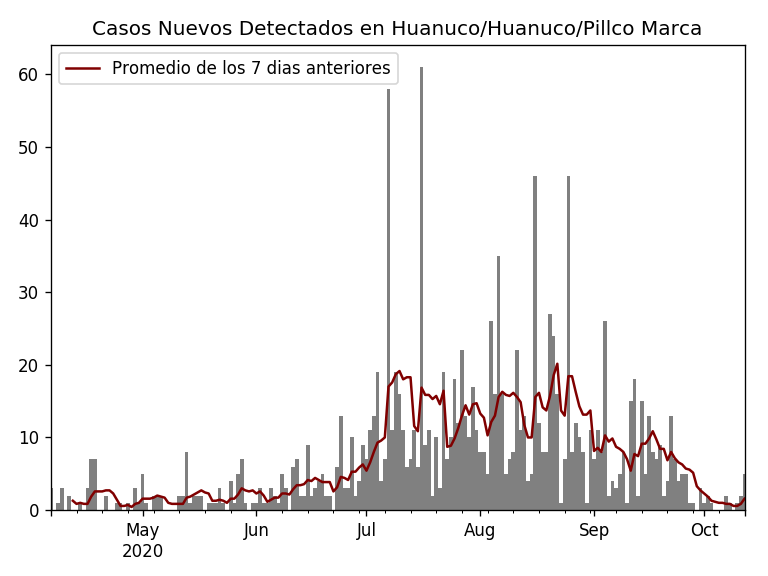 Casos Nuevos Detectados en Huanuco/Huanuco/Pillco Marca
Promedio de los 7 dias anteriores
60
50
40
30
20
10
0
May
2020
Jun
Jul
Aug
Sep
Oct